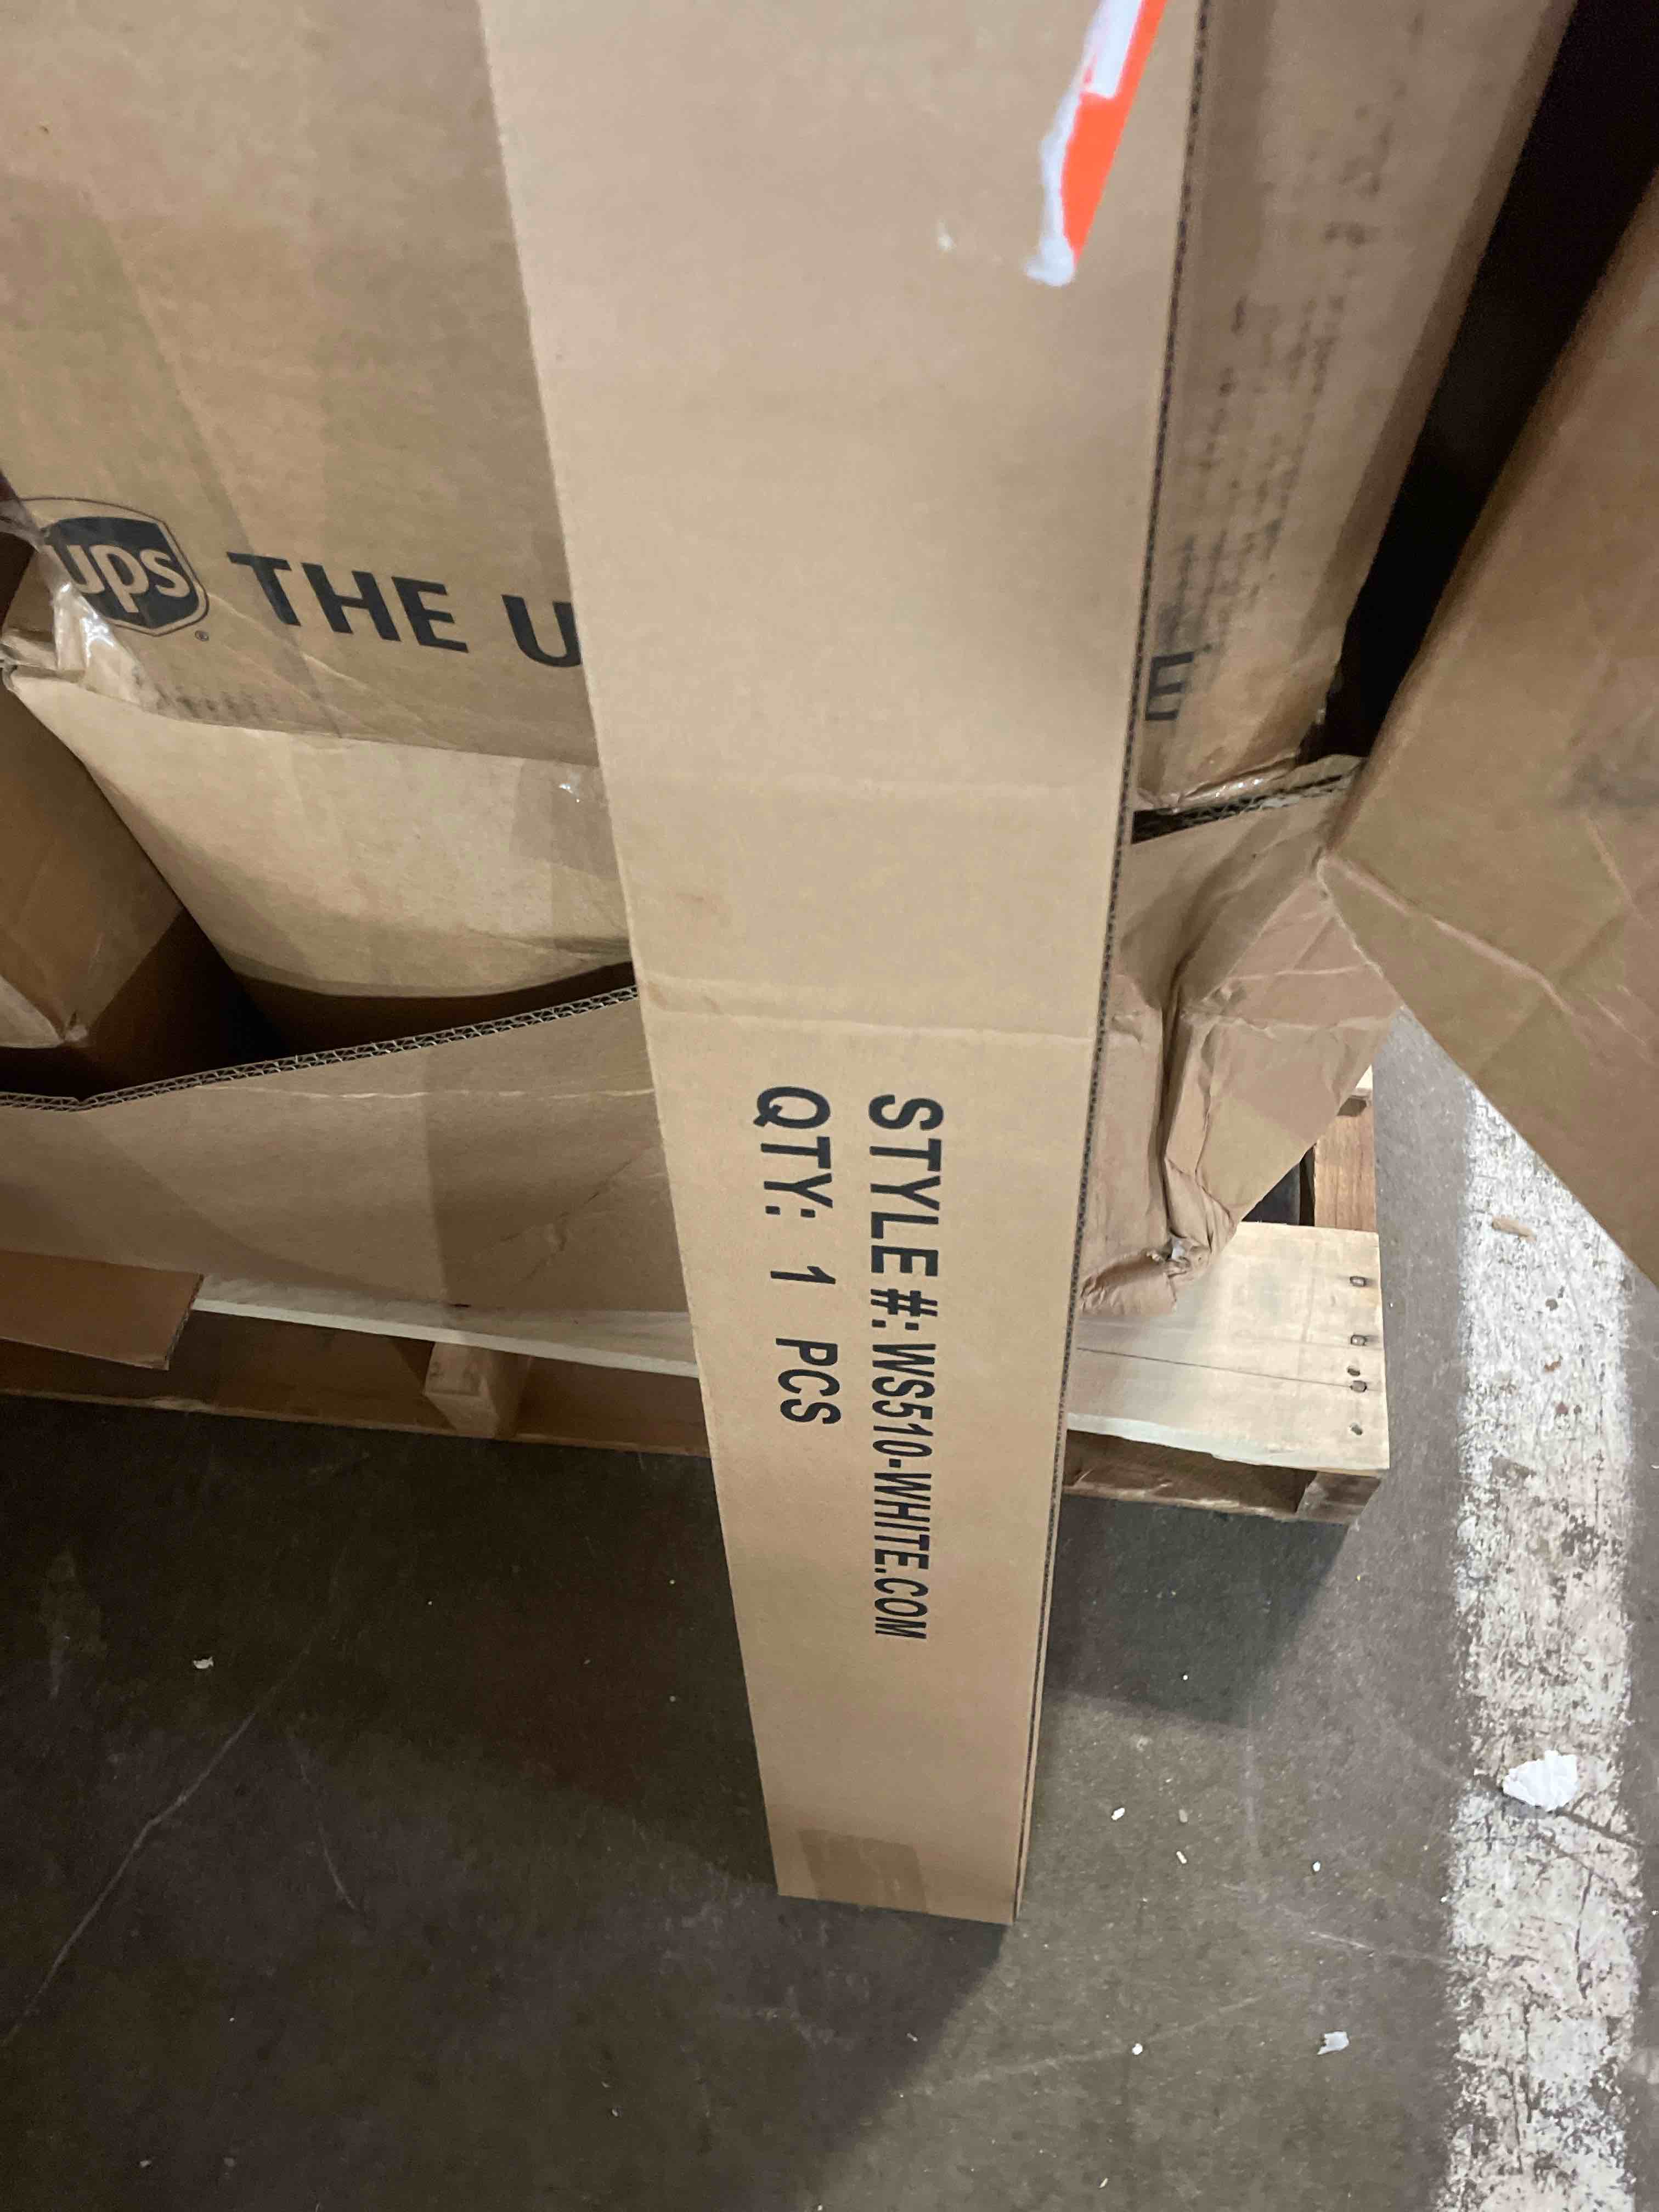 ups
THE U
E
STYLE#:WS510-WHITE.COM
QTY: 1 PCS